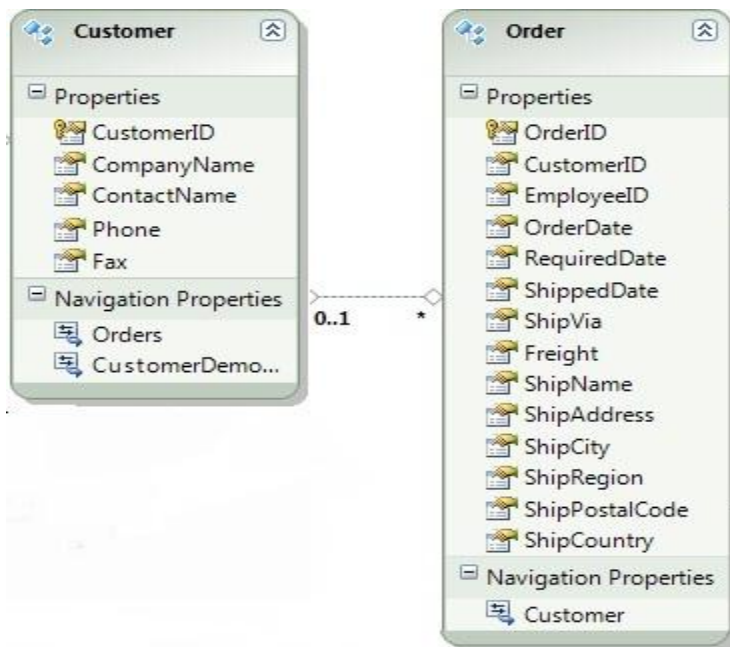 Customer
Properties
CustomerID
CompanyName
ContactName
Phone
Fax
Navigation Properties
Orders
CustomerDemo...
0..1
*
Order
Properties
OrderID
CustomerID
EmployeeID
OrderDate
RequiredDate
ShippedDate
ShipVia
Freight
ShipName
ShipAddress
ShipCity
ShipRegion
ShipPostalCode
ShipCountry
Navigation Properties
Customer